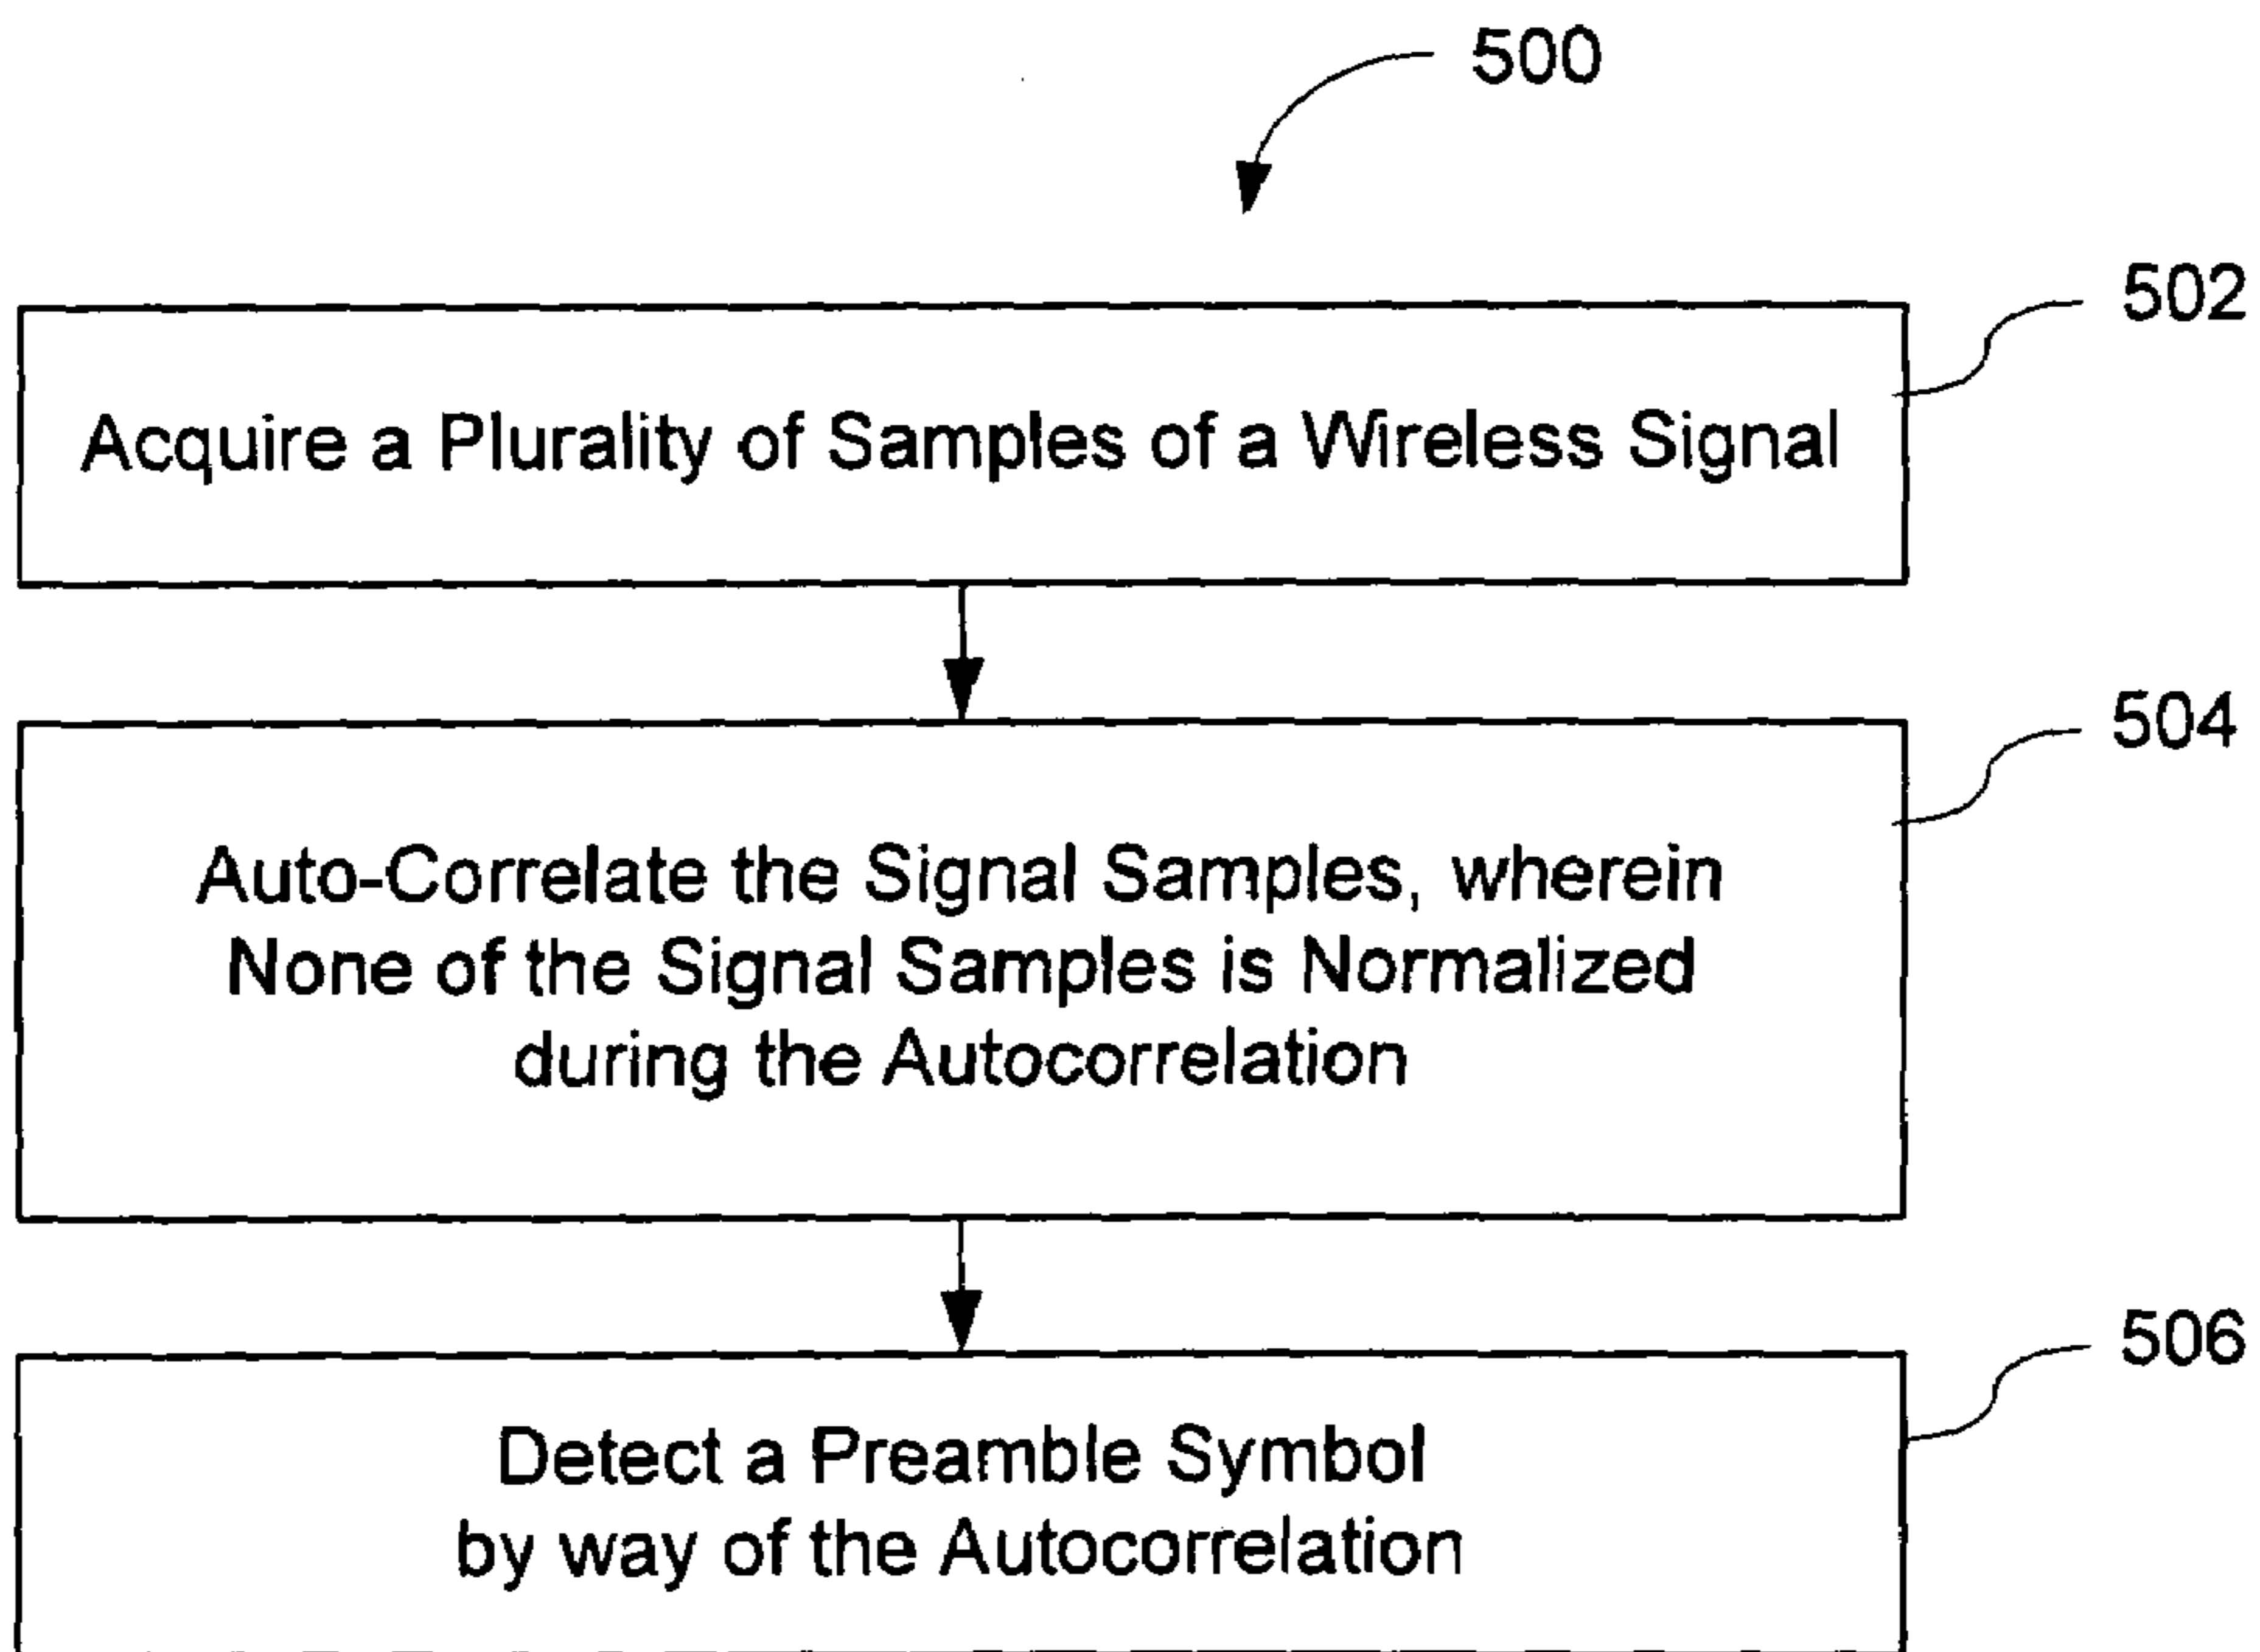 500
502
Acquire a Plurality of Samples of a Wireless Signal
504
Auto-Correlate the Signal Samples, wherein
None of the Signal Samples is Normalized
during the Autocorrelation
506
Detect a Preamble Symbol
by way of the Autocorrelation